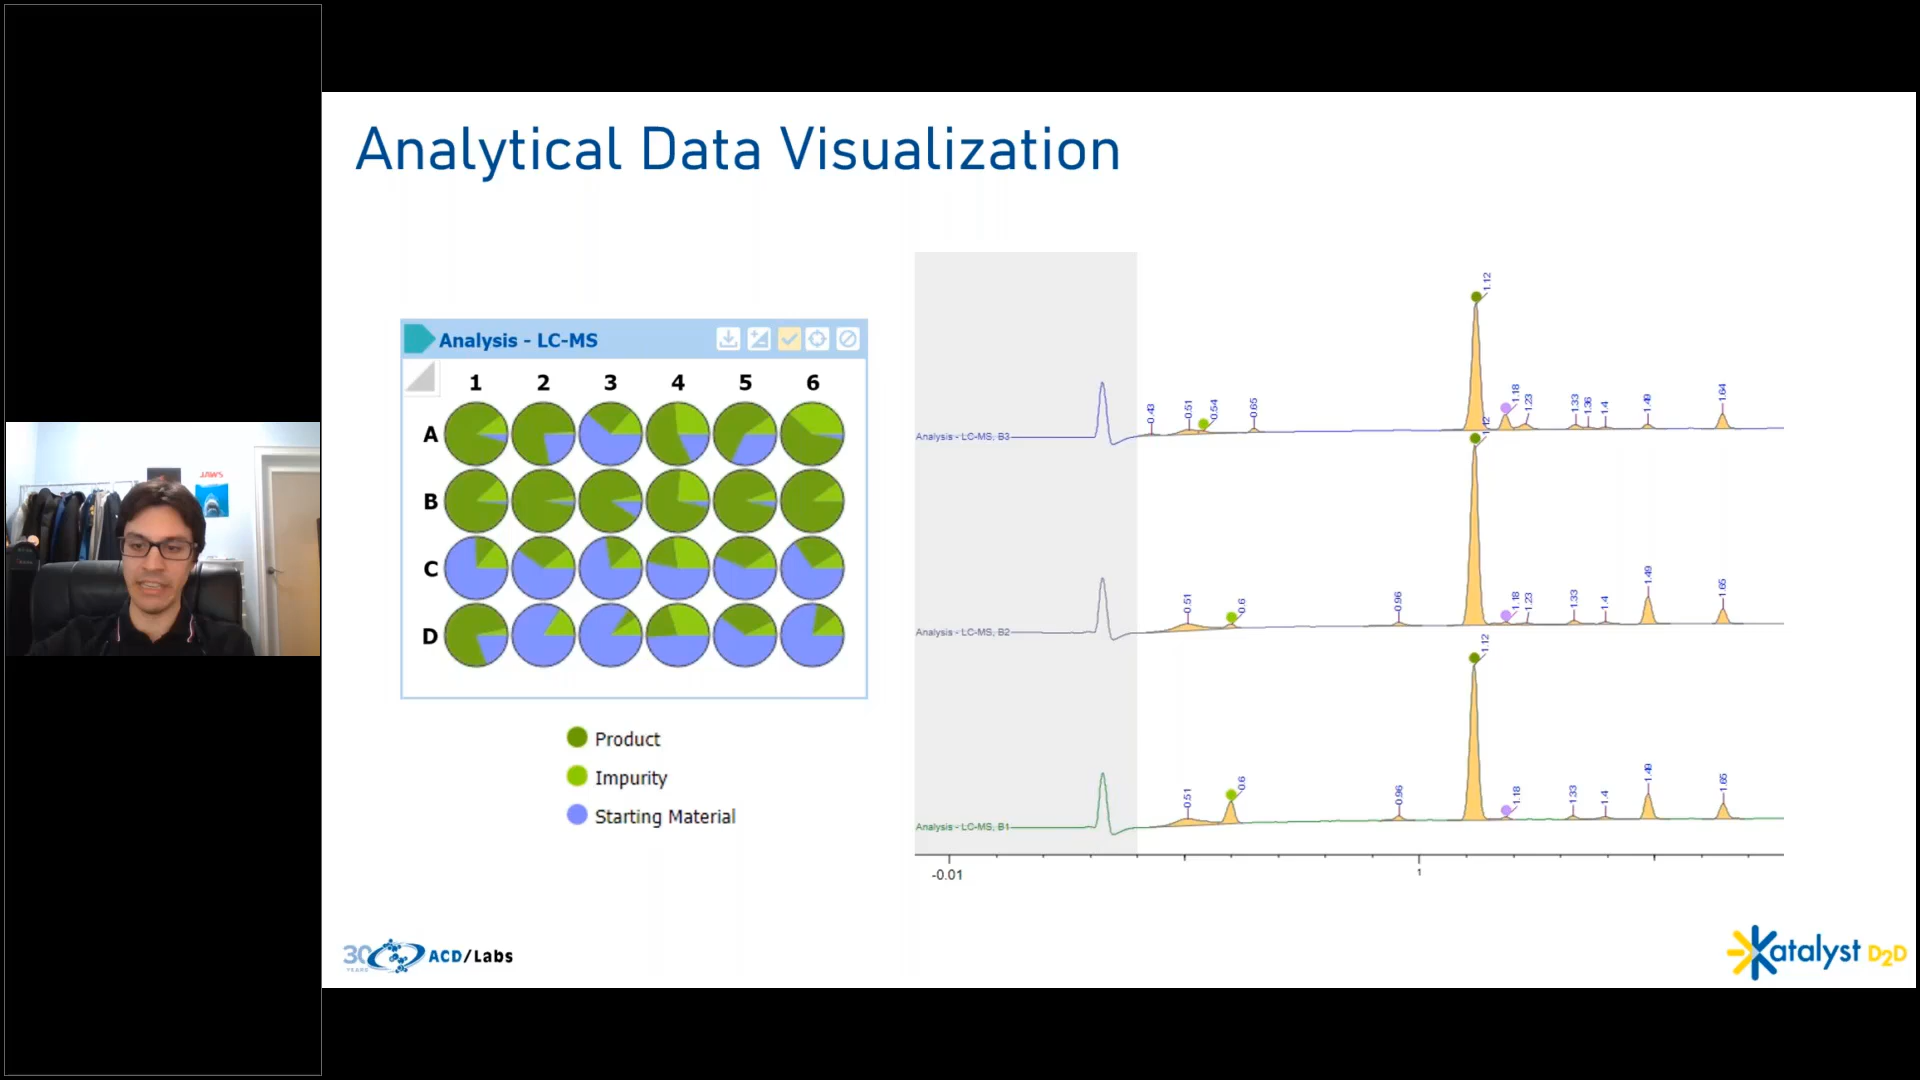 Analytical Data Visualization
JAWS
Analysis - LC-MS
1 2 3 4 5 6
A
B
C
D
Product
Impurity
Starting Material
Analysis - LC-MS, B3
0.43
0.51
0.54
0.65
1.12
1.18
1.23
1.33
1.36
1.4
1.49
1.64
Analysis - LC-MS, B2
0.51
0.6
0.96
1.12
1.18
1.23
1.33
1.4
1.49
1.65
Analysis - LC-MS, B1
0.51
0.6
0.96
1.12
1.18
1.33
1.4
1.49
1.65
-0.01 1
30 YEARS ACD/Labs
Katalyst D2D